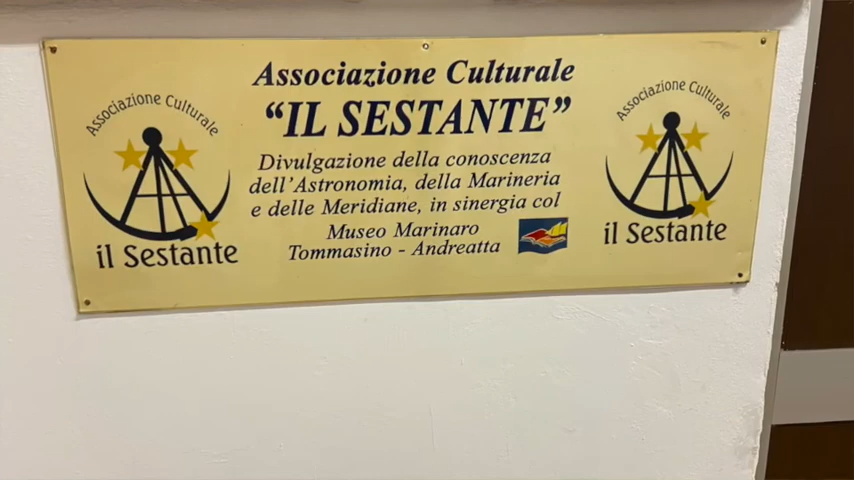 Associazione Culturale
il Sestante
Associazione Culturale
“IL SESTANTE”
Divulgazione della conoscenza
dell'Astronomia, della Marineria
e delle Meridiane, in sinergia col
Museo Marinaro
Tommasino - Andreatta
Associazione Culturale
il Sestante